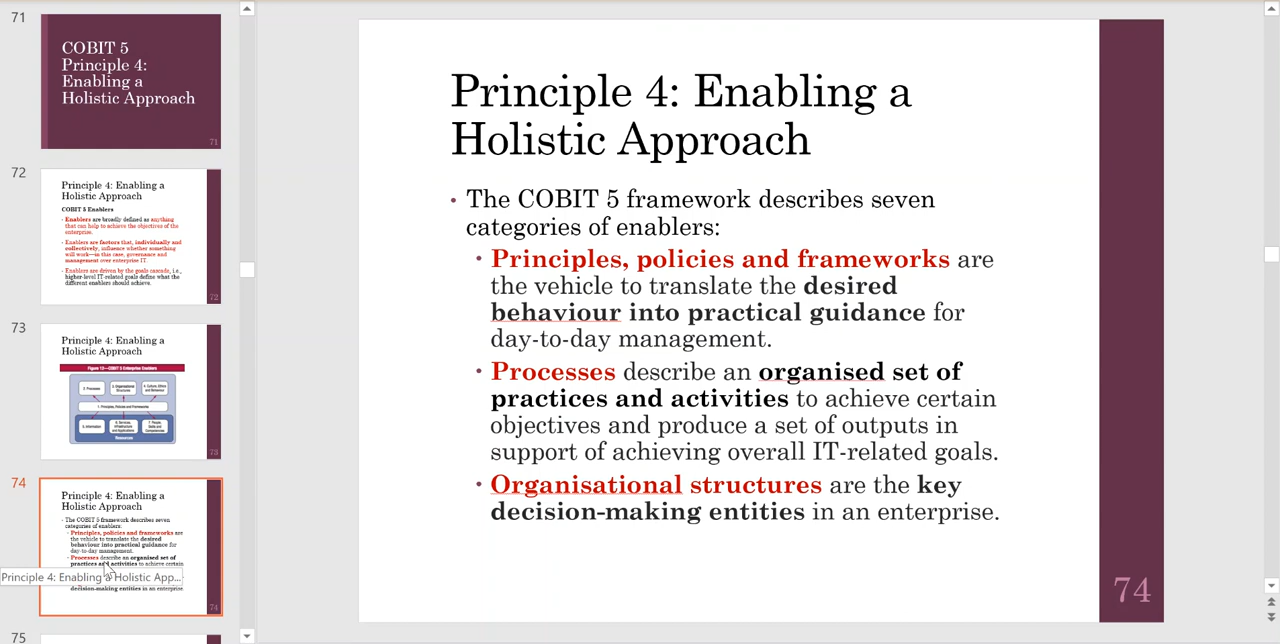 71
COBIT 5
Principle 4:
Enabling a
Holistic Approach
71
72
Principle 4: Enabling a
Holistic Approach
COBIT 5 Enablers
• Enablers are broadly defined as anything
that can help to achieve the objectives of the
enterprise.
• Enablers are factors that, individually and
collectively, influence whether something
will work—in this case, governance and
management over enterprise IT.
• Enablers are driven by the goals cascade, i.e.,
higher-level IT-related goals define what the
different enablers should achieve.
72
73
Principle 4: Enabling a
Holistic Approach
Figure 12—COBIT 5 Enterprise Enablers
2. Processes
3. Organisational
Structures
4. Culture, Ethics
and Behaviour
1. Principles, Policies and Frameworks
5. Information
6. Services,
Infrastructure
and Applications
7. People,
Skills and
Competencies
Resources
73
74
Principle 4: Enabling a
Holistic Approach
• The COBIT 5 framework describes seven
categories of enablers:
• Principles, policies and frameworks are
the vehicle to translate the desired
behaviour into practical guidance for
day-to-day management.
• Processes describe an organised set of
practices and activities to achieve certain
Principle 4: Enabling a Holistic App...
decision-making entities in an enterprise
74
75
Principle 4: Enabling a
Holistic Approach
• The COBIT 5 framework describes seven
categories of enablers:
• Principles, policies and frameworks are
the vehicle to translate the desired
behaviour into practical guidance for
day-to-day management.
• Processes describe an organised set of
practices and activities to achieve certain
objectives and produce a set of outputs in
support of achieving overall IT-related goals.
• Organisational structures are the key
decision-making entities in an enterprise.
74